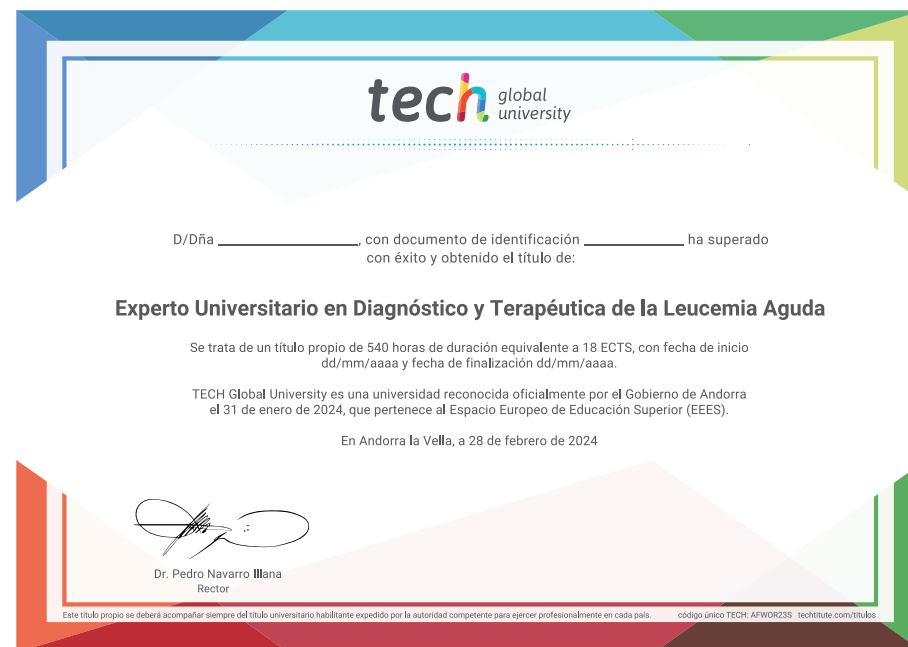 tech global university
D/Dña ____________________, con documento de identificación ______________ ha superado
con éxito y obtenido el título de:
Experto Universitario en Diagnóstico y Terapéutica de la Leucemia Aguda
Se trata de un título propio de 540 horas de duración equivalente a 18 ECTS, con fecha de inicio
dd/mm/aaaa y fecha de finalización dd/mm/aaaa.
TECH Global University es una universidad reconocida oficialmente por el Gobierno de Andorra
el 31 de enero de 2024, que pertenece al Espacio Europeo de Educación Superior (EEES).
En Andorra la Vella, a 28 de febrero de 2024
Dr. Pedro Navarro Illana
Rector
Este título propio se deberá acompañar siempre del título universitario habilitante expedido por la autoridad competente para ejercer profesionalmente en cada país. código único TECH: AFWOR23S techtitute.com/titulos